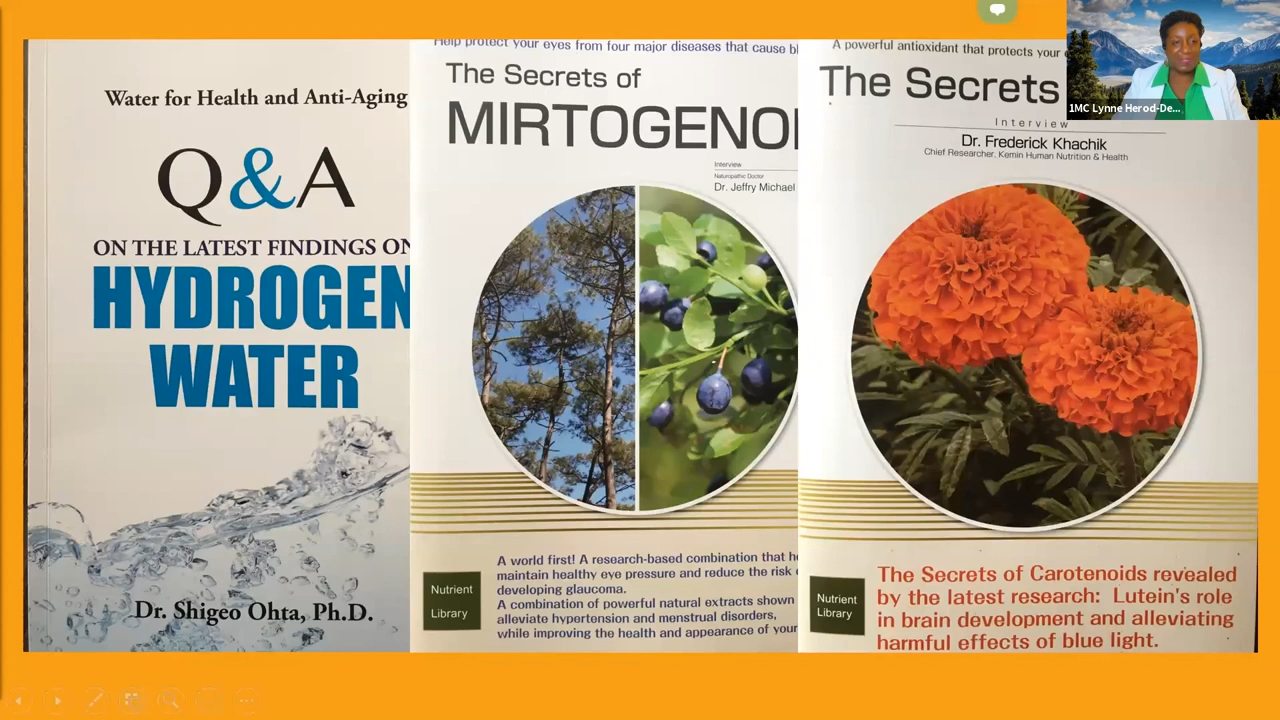 Water for Health and Anti-Aging
Q&A
ON THE LATEST FINDINGS ON
HYDROGEN
WATER
Dr. Shigeo Ohta, Ph.D.
Help protect your eyes from four major diseases that cause bl
The Secrets of
MIRTOGENO
Interview
Naturopathic Doctor
Dr. Jeffry Michael
A world first! A research-based combination that he
maintain healthy eye pressure and reduce the risk o
developing glaucoma.
A combination of powerful natural extracts shown
alleviate hypertension and menstrual disorders,
while improving the health and appearance of your
Nutrient
Library
A powerful antioxidant that protects your
The Secrets
Interview
Dr. Frederick Khachik
Chief Researcher, Kemin Human Nutrition & Health
The Secrets of Carotenoids revealed
by the latest research: Lutein's role
in brain development and alleviating
harmful effects of blue light.
Nutrient
Library
1MC Lynne Herod-De...